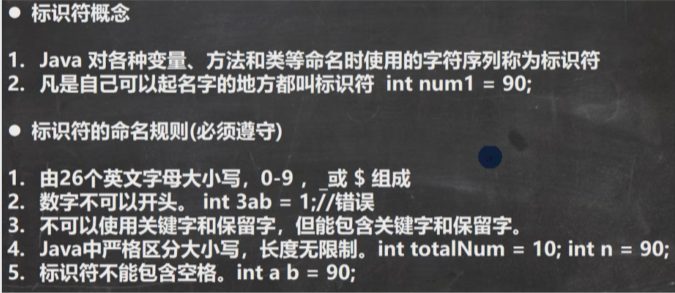 ● 标识符概念
1. Java 对各种变量、方法和类等命名时使用的字符序列称为标识符
2. 凡是自己可以起名字的地方都叫标识符 int num1 = 90;
● 标识符的命名规则(必须遵守)
1. 由26个英文字母大小写，0-9 ，_或 $ 组成
2. 数字不可以开头。 int 3ab = 1;//错误
3. 不可以使用关键字和保留字，但能包含关键字和保留字。
4. Java中严格区分大小写，长度无限制。int totalNum = 10; int n = 90;
5. 标识符不能包含空格。int a b = 90;